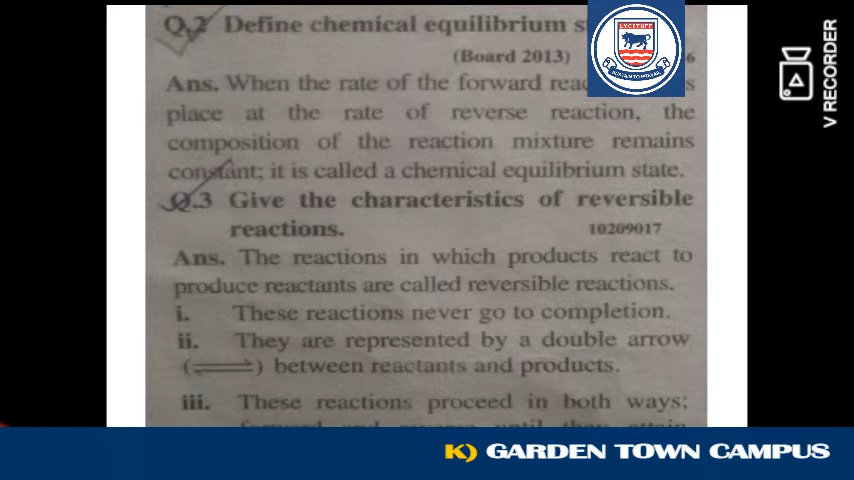 Q.2 Define chemical equilibrium
(Board 2013) 6
Ans. When the rate of the forward s
place at the rate of reverse reaction, the
composition of the reaction mixture remains
constant; it is called a chemical equilibrium state.
Q.3 Give the characteristics of reversible
reactions. 10209017
Ans. The reactions in which products react to
produce reactants are called reversible reactions.
i. These reactions never go to completion.
ii. They are represented by a double arrow
(⇌) between reactants and products.
iii. These reactions proceed in both ways;
LYCETUFF
V RECORDER
K) GARDEN TOWN CAMPUS